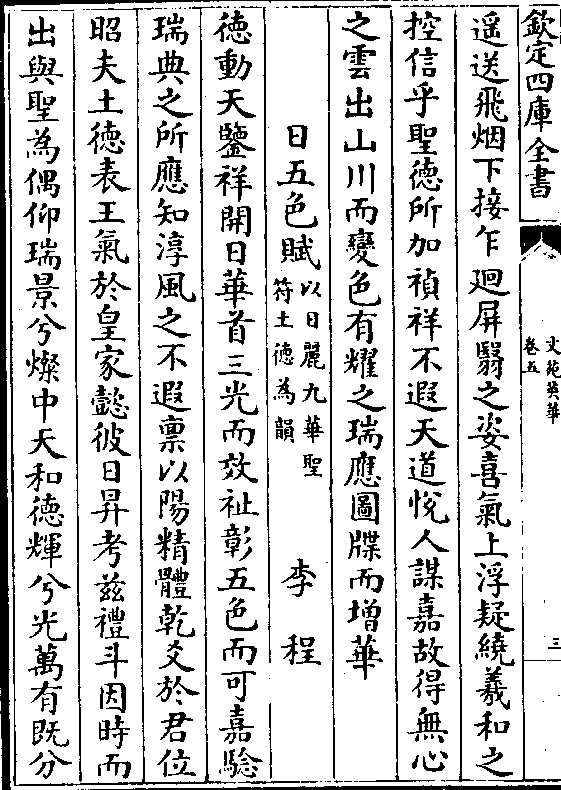 欽定四庫全書
文苑英華
卷五
三
遥送飛烟下接乍廻屏翳之姿喜氣上浮疑繞羲和之
控信乎聖德所加禎祥不遐天道恱人謀嘉故得無心
之雲出山川而變色有耀之瑞應圖牒而增華
日五色賦 以日麗九華聖
符土德為韻 李程
德動天鑒祥開日華首三光而效祉彰五色而可嘉驗
瑞典之所應知淳風之不遐禀以陽精體乾爻於君位
昭夫土德表王氣於皇家懿彼日昇考兹禮斗因時而
出與聖為偶仰瑞景兮燦中天和德輝兮光萬有既分